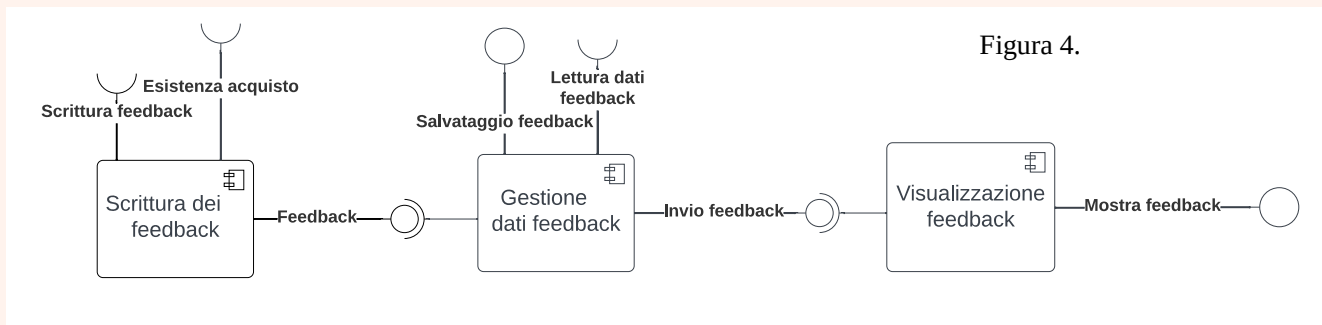 Figura 4.
Esistenza acquisto
Scrittura feedback
Lettura dati
feedback
Salvataggio feedback
Scrittura dei
feedback
Feedback
Gestione
dati feedback
Invio feedback
Visualizzazione
feedback
Mostra feedback